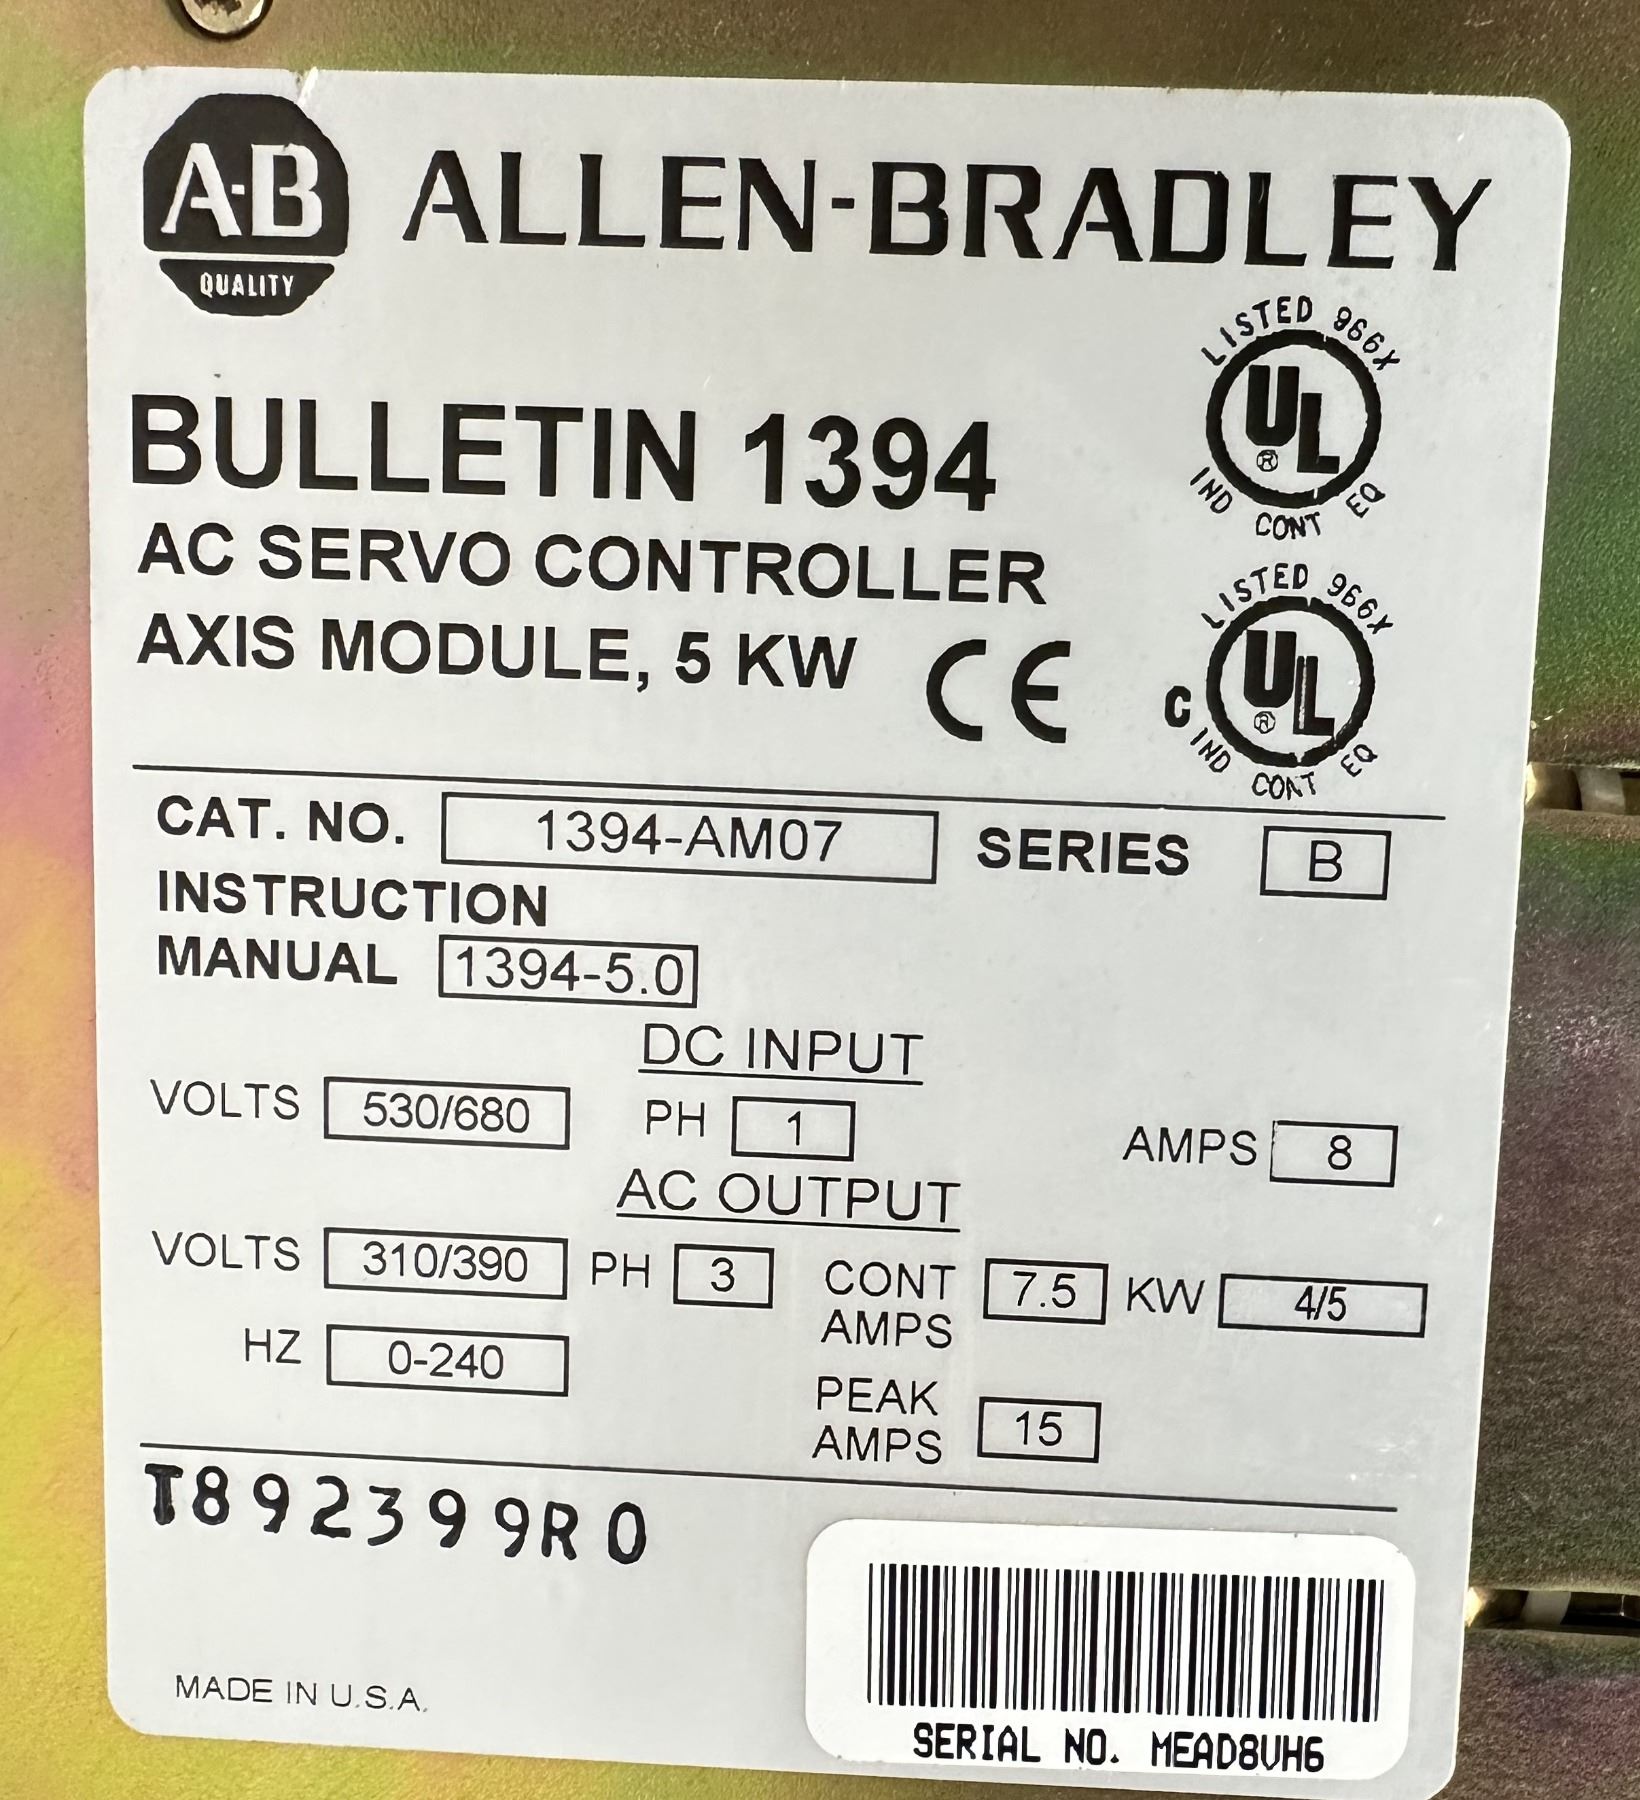 A-B
QUALITY
ALLEN-BRADLEY
LISTED 966X
UL
®
IND CONT EQ
BULLETIN 1394
AC SERVO CONTROLLER
AXIS MODULE, 5 KW
CE
LISTED 966X
C UL
®
IND CONT EQ
CAT. NO. 1394-AM07 SERIES B
INSTRUCTION
MANUAL 1394-5.0
DC INPUT
VOLTS 530/680 PH 1 AMPS 8
AC OUTPUT
VOLTS 310/390 PH 3 CONT AMPS 7.5 KW 4/5
HZ 0-240
PEAK AMPS 15
T892399R0
MADE IN U.S.A.
SERIAL NO. MEAD8VH6